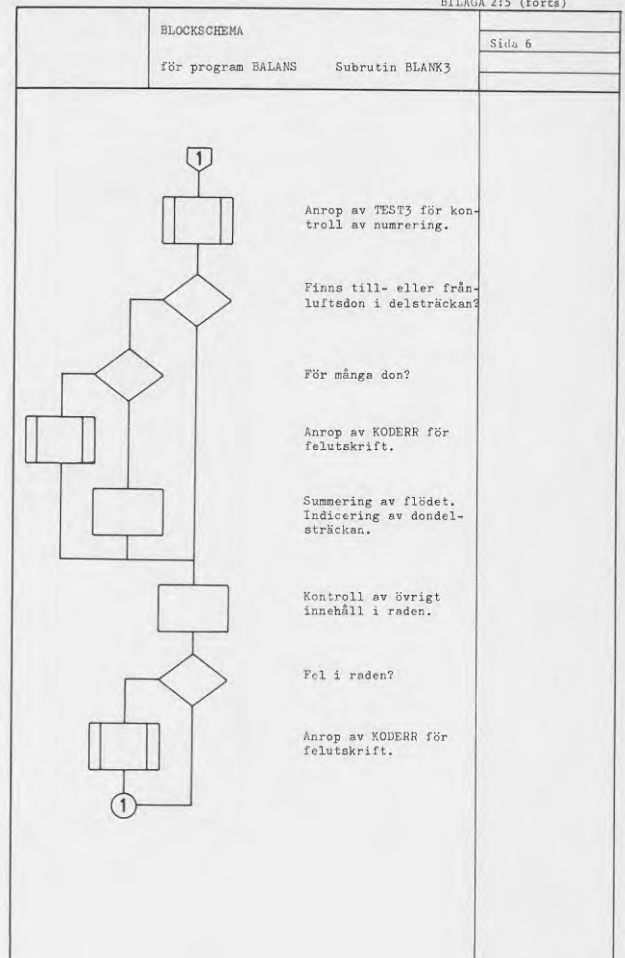 BILAGA 2:5 (forts)
BLOCKSCHEMA
Sida 6
för program BALANS Subrutin BLANK3
1
Anrop av TEST3 för kon-
troll av numrering.
Finns till- eller från-
luftsdon i delsträckan?
För många don?
Anrop av KODERR för
felutskrift.
Summering av flödet.
Indicering av dondel-
sträckan.
Kontroll av övrigt
innehåll i raden.
Fel i raden?
Anrop av KODERR för
felutskrift.
1